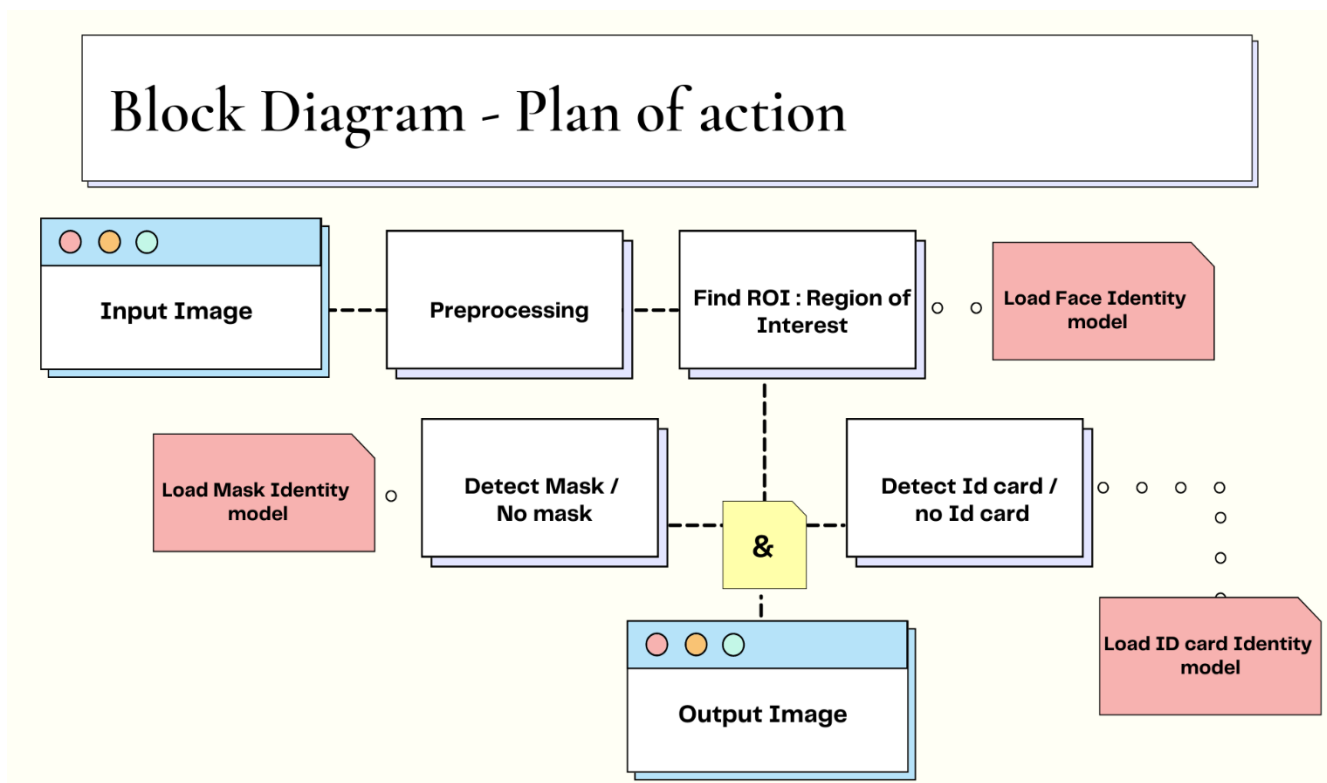 Block Diagram - Plan of action
Input Image
Preprocessing
Find ROI : Region of
Interest
Load Face Identity
model
Load Mask Identity
model
Detect Mask /
No mask
&
Detect Id card /
no Id card
Load ID card Identity
model
Output Image